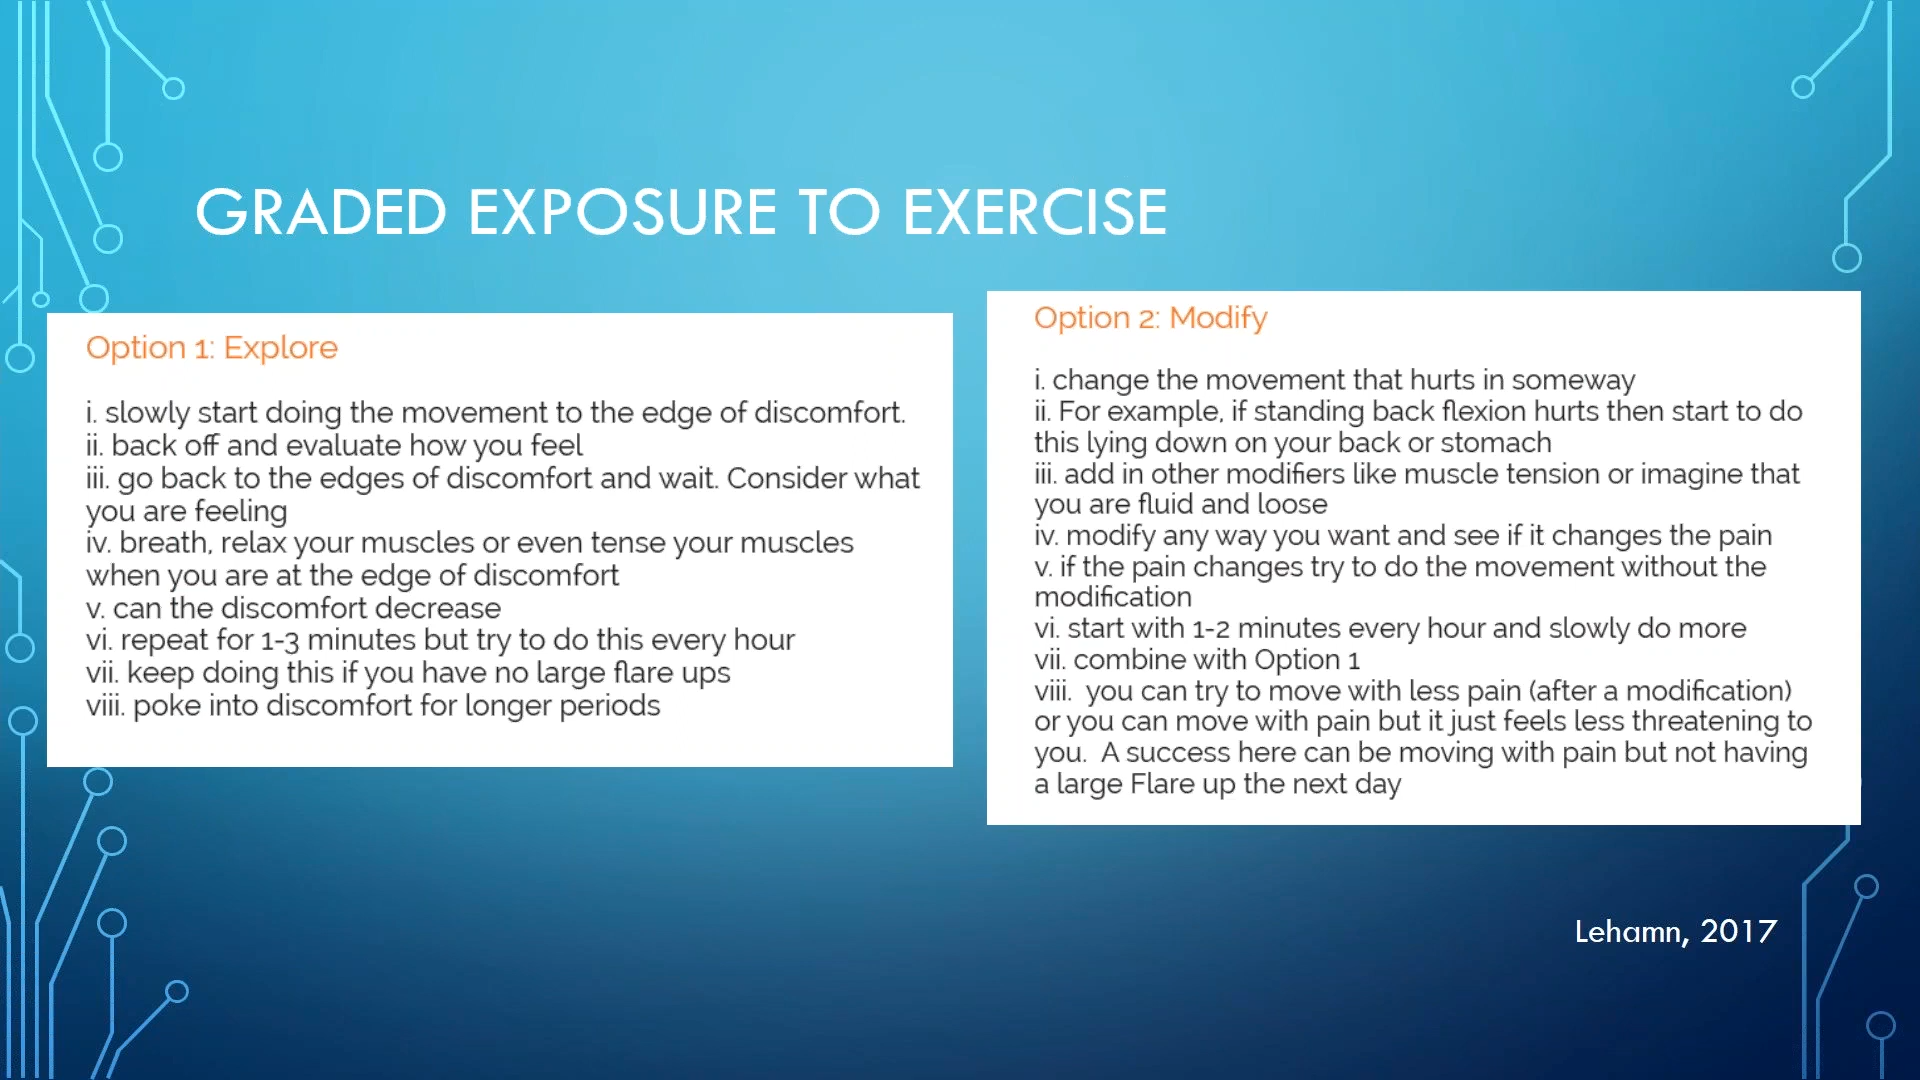 GRADED EXPOSURE TO EXERCISE
Option 1: Explore
i. slowly start doing the movement to the edge of discomfort.
ii. back off and evaluate how you feel
iii. go back to the edges of discomfort and wait. Consider what
you are feeling
iv. breath, relax your muscles or even tense your muscles
when you are at the edge of discomfort
v. can the discomfort decrease
vi. repeat for 1-3 minutes but try to do this every hour
vii. keep doing this if you have no large flare ups
viii. poke into discomfort for longer periods
Option 2: Modify
i. change the movement that hurts in someway
ii. For example, if standing back flexion hurts then start to do
this lying down on your back or stomach
iii. add in other modifiers like muscle tension or imagine that
you are fluid and loose
iv. modify any way you want and see if it changes the pain
v. if the pain changes try to do the movement without the
modification
vi. start with 1-2 minutes every hour and slowly do more
vii. combine with Option 1
viii.  you can try to move with less pain (after a modification)
or you can move with pain but it just feels less threatening to
you.  A success here can be moving with pain but not having
a large Flare up the next day
Lehamn, 2017